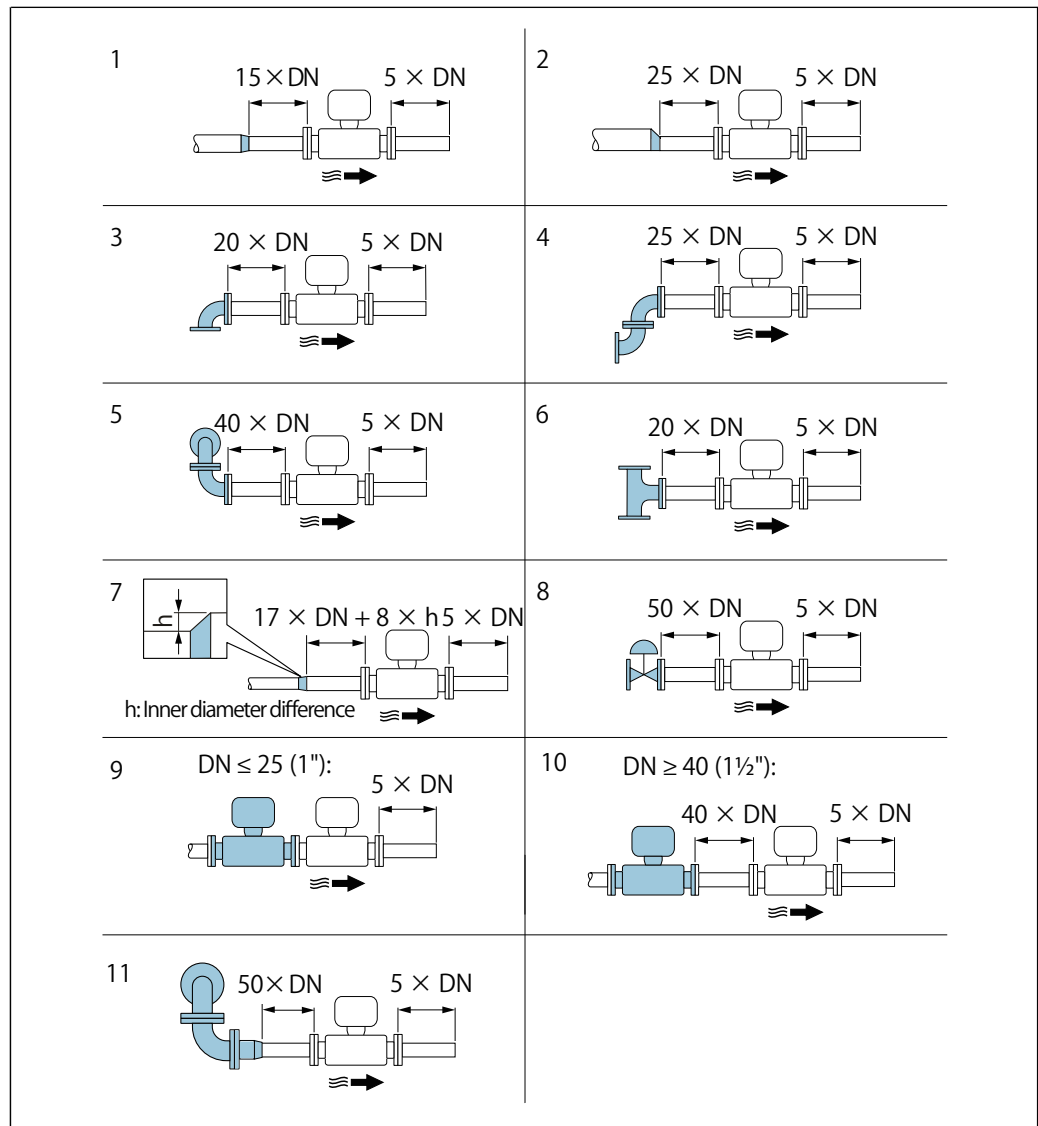 1
15 × DN 5 × DN
2
25 × DN 5 × DN
3
20 × DN 5 × DN
4
25 × DN 5 × DN
5
40 × DN 5 × DN
6
20 × DN 5 × DN
7
h
17 × DN + 8 × h 5 × DN
h: Inner diameter difference
8
50 × DN 5 × DN
9
DN ≤ 25 (1"):
5 × DN
10
DN ≥ 40 (1½"):
40 × DN 5 × DN
11
50 × DN 5 × DN